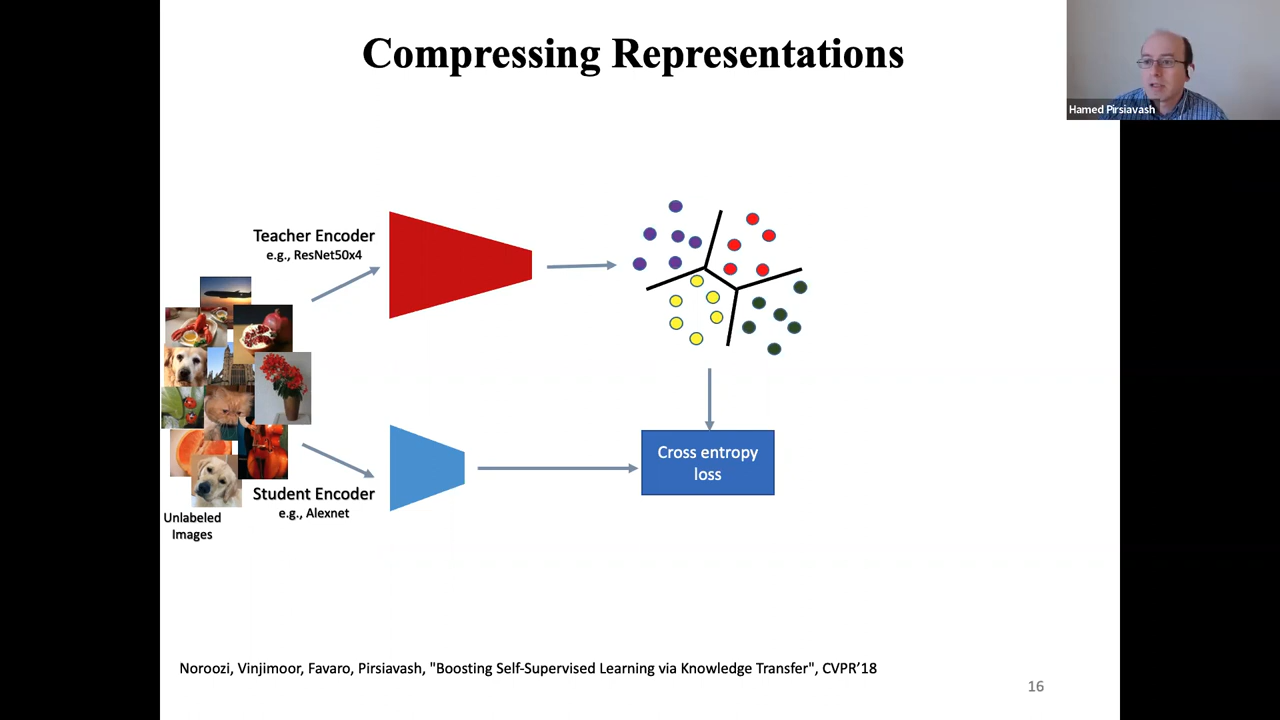 Compressing Representations
Hamed Pirsiavash
Teacher Encoder
e.g., ResNet50x4
Cross entropy
loss
Student Encoder
e.g., Alexnet
Unlabeled
Images
Noroozi, Vinjimoor, Favaro, Pirsiavash, "Boosting Self-Supervised Learning via Knowledge Transfer", CVPR’18
16